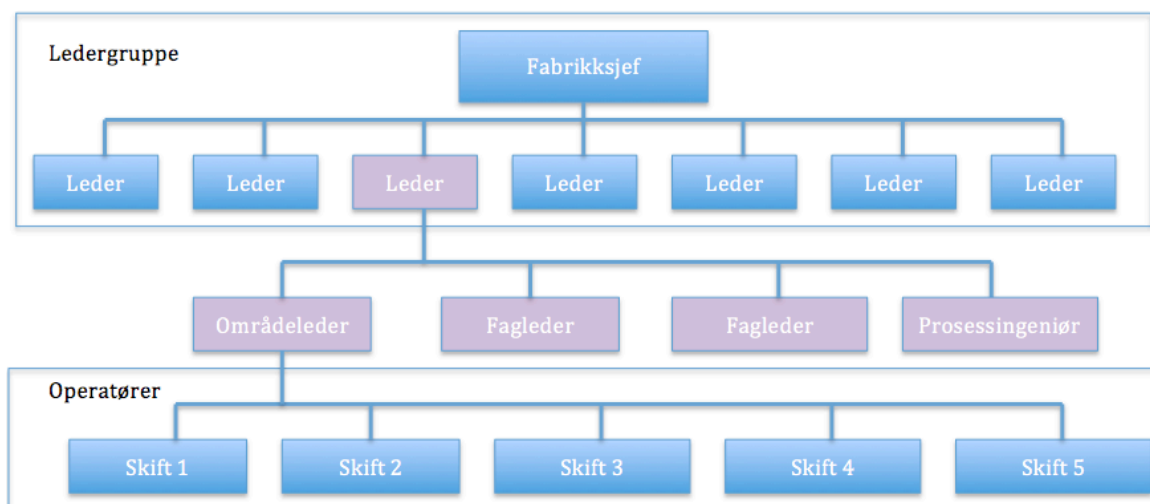 Ledergruppe
Fabrikksjef
Leder
Leder
Leder
Leder
Leder
Leder
Leder
Områdeleder
Fagleder
Fagleder
Prosessingeniør
Operatører
Skift 1
Skift 2
Skift 3
Skift 4
Skift 5